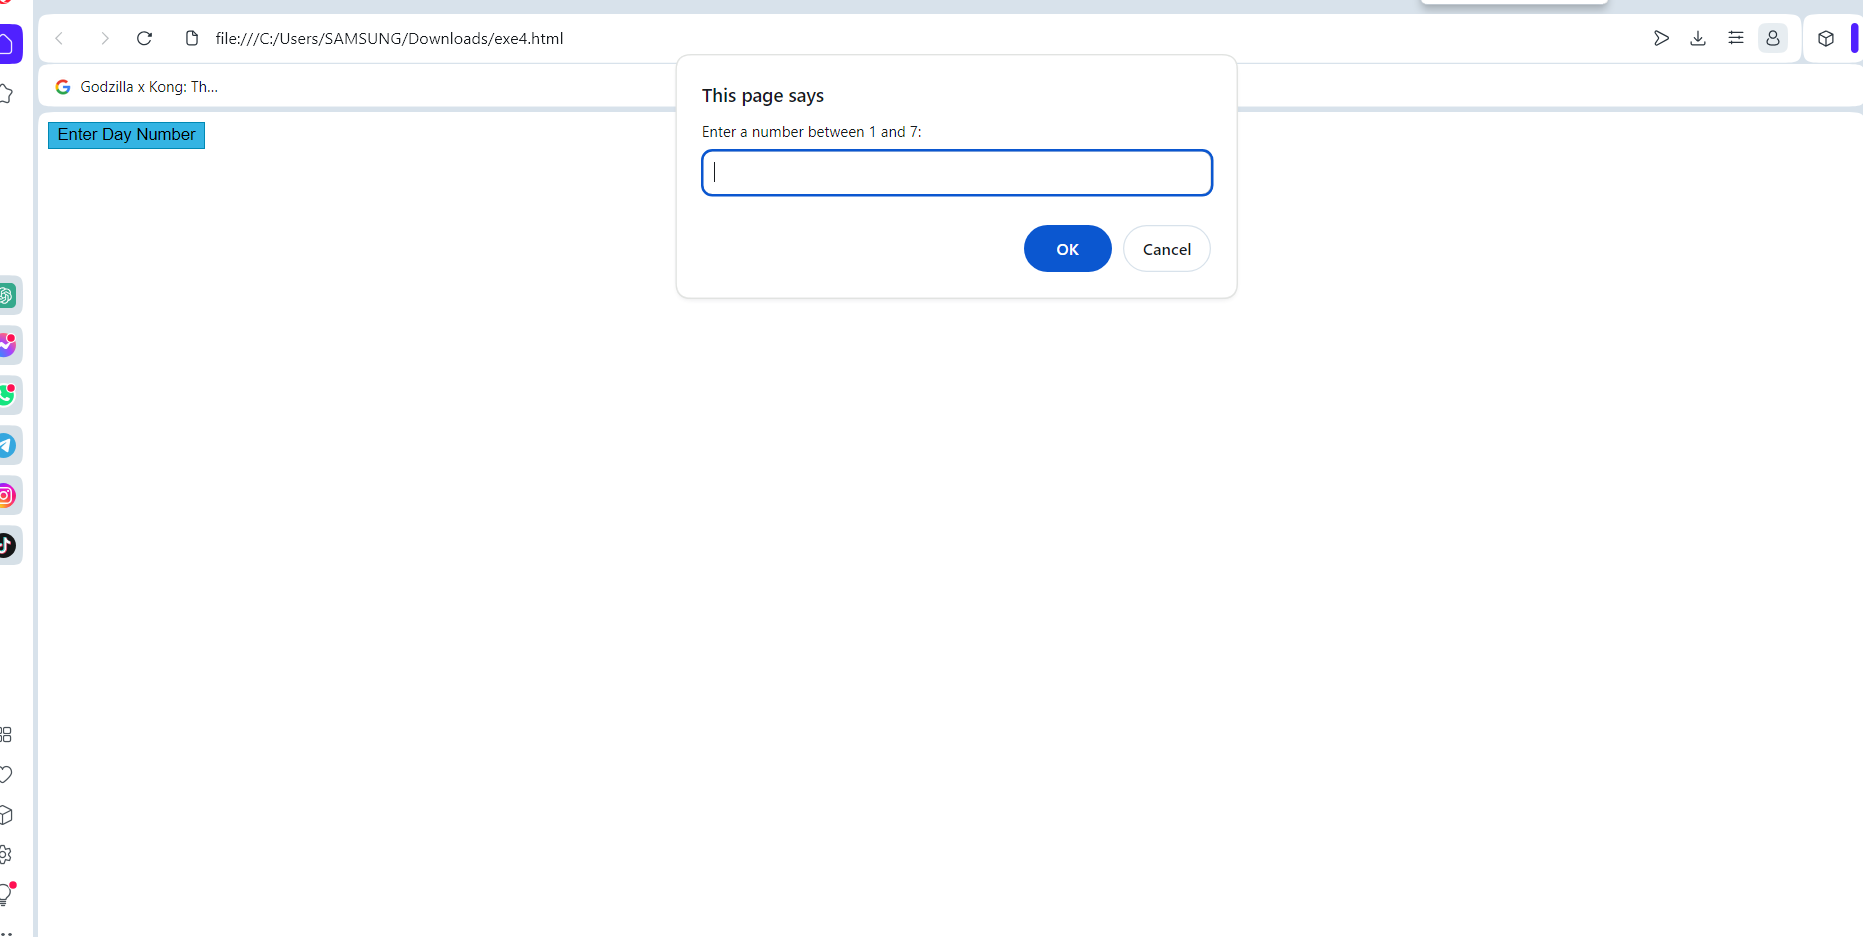 file:///C:/Users/SAMSUNG/Downloads/exe4.html
Godzilla x Kong: Th...
This page says
Enter a number between 1 and 7:
Enter Day Number
OK
Cancel